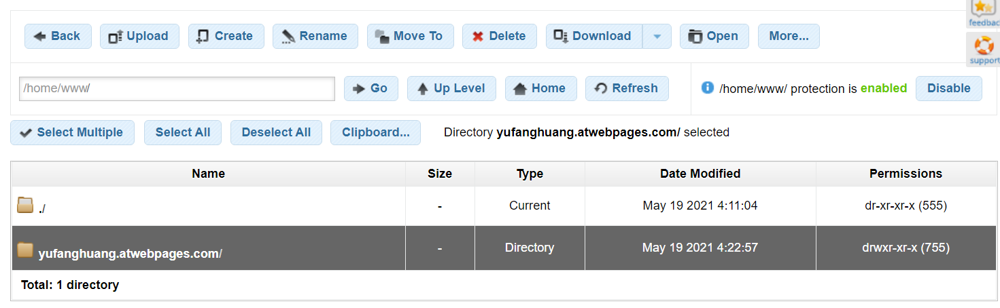 feedbac
Back Upload Create Rename Move To Delete Download Open More...
support
/home/www/ Go Up Level Home Refresh /home/www/ protection is enabled Disable
Select Multiple Select All Deselect All Clipboard... Directory yufanghuang.atwebpages.com/ selected
Name Size Type Date Modified Permissions
./ - Current May 19 2021 4:11:04 dr-xr-xr-x (555)
yufanghuang.atwebpages.com/ - Directory May 19 2021 4:22:57 drwxr-xr-x (755)
Total: 1 directory